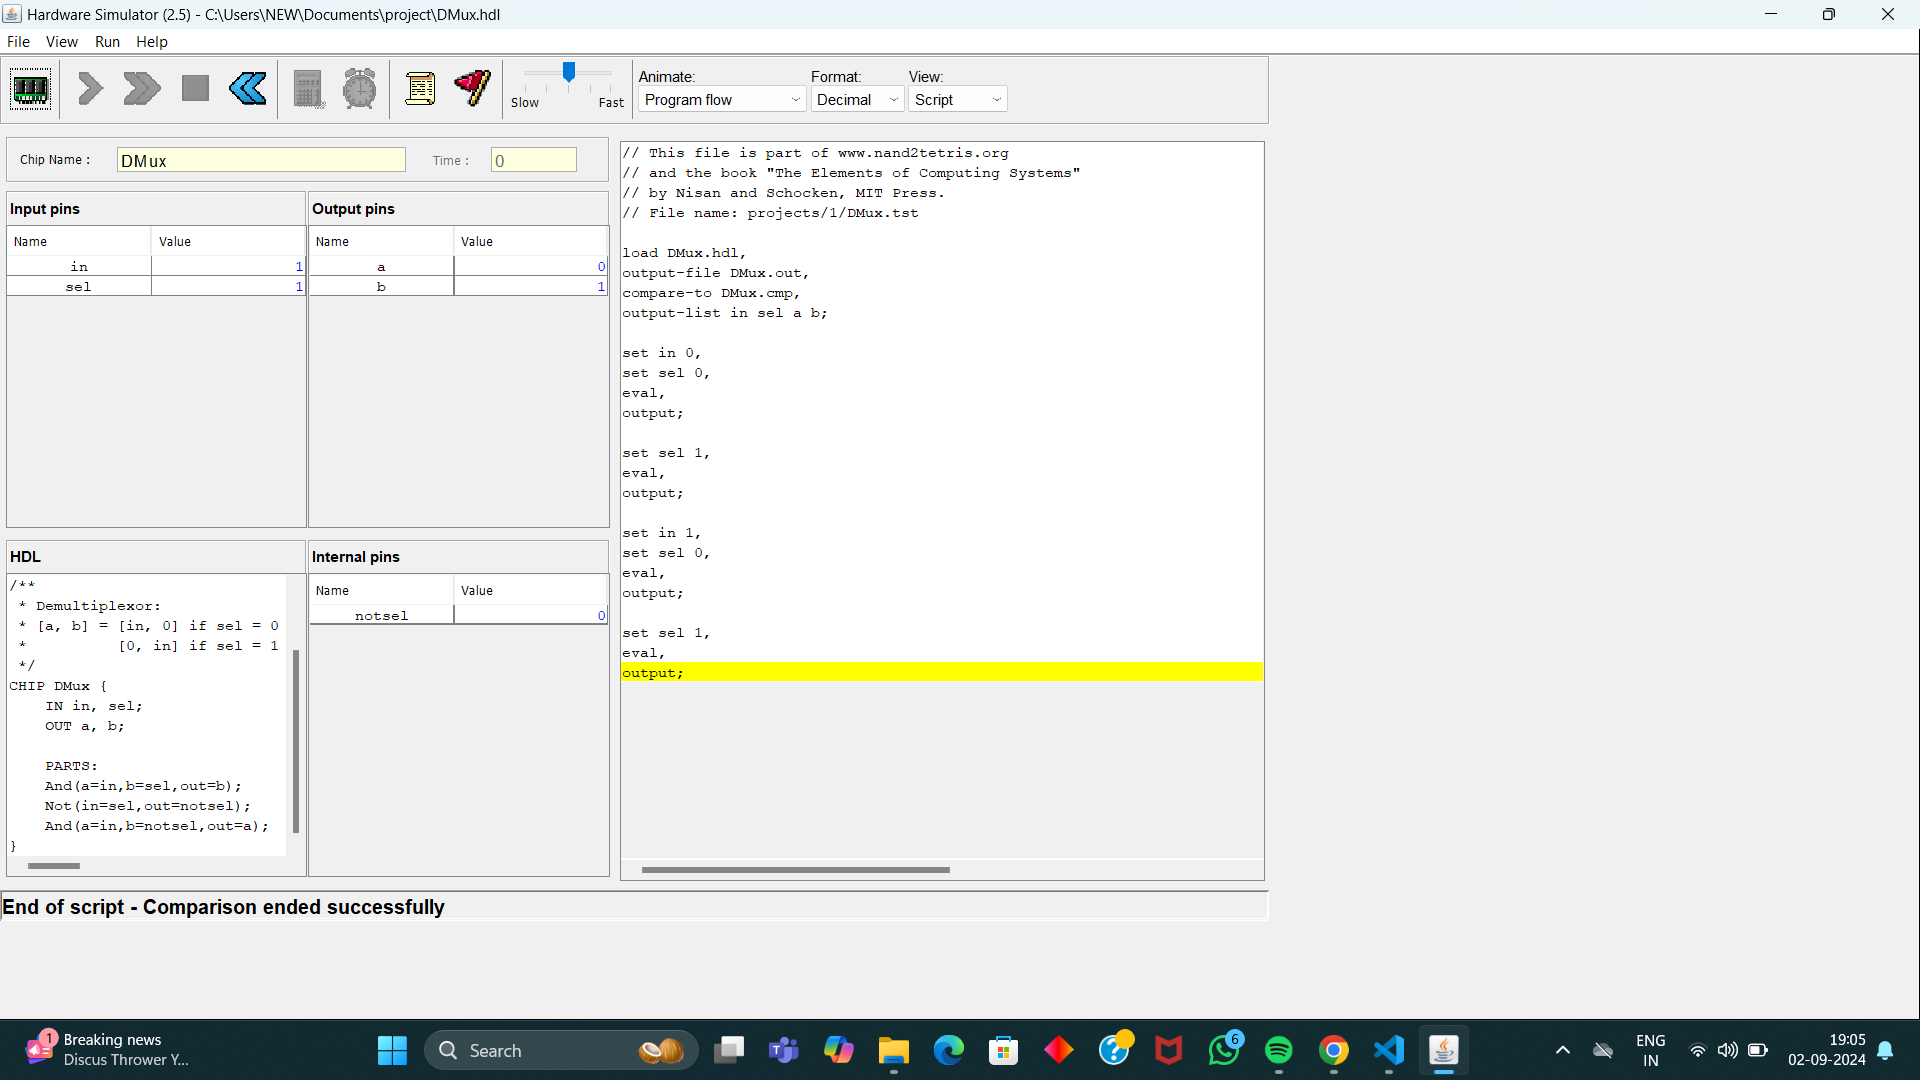 Hardware Simulator (2.5) - C:\Users\NEW\Documents\project\DMux.hdl
File View Run Help
Slow Fast
Animate: Format: View:
Program flow Decimal Script
Chip Name : DMux Time : 0
Input pins
Name Value
in 1
sel 1
Output pins
Name Value
a 0
b 1
HDL
/**
* Demultiplexor:
* [a, b] = [in, 0] if sel = 0
* [0, in] if sel = 1
*/
CHIP DMux {
IN in, sel;
OUT a, b;
PARTS:
And(a=in,b=sel,out=b);
Not(in=sel,out=notsel);
And(a=in,b=notsel,out=a);
}
Internal pins
Name Value
notsel 0
// This file is part of www.nand2tetris.org
// and the book "The Elements of Computing Systems"
// by Nisan and Schocken, MIT Press.
// File name: projects/1/DMux.tst
load DMux.hdl,
output-file DMux.out,
compare-to DMux.cmp,
output-list in sel a b;
set in 0,
set sel 0,
eval,
output;
set sel 1,
eval,
output;
set in 1,
set sel 0,
eval,
output;
set sel 1,
eval,
output;
End of script - Comparison ended successfully
1
Breaking news
Discus Thrower Y...
Search
6
ENG
IN
19:05
02-09-2024